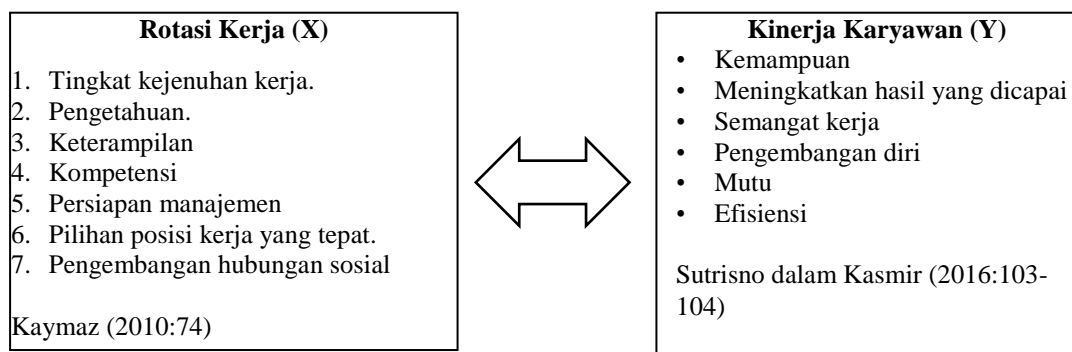 Rotasi Kerja (X)
1. Tingkat kejenuhan kerja.
2. Pengetahuan.
3. Keterampilan
4. Kompetensi
5. Persiapan manajemen
6. Pilihan posisi kerja yang tepat.
7. Pengembangan hubungan sosial
Kaymaz (2010:74)
Kinerja Karyawan (Y)
• Kemampuan
• Meningkatkan hasil yang dicapai
• Semangat kerja
• Pengembangan diri
• Mutu
• Efisiensi
Sutrisno dalam Kasmir (2016:103-
104)